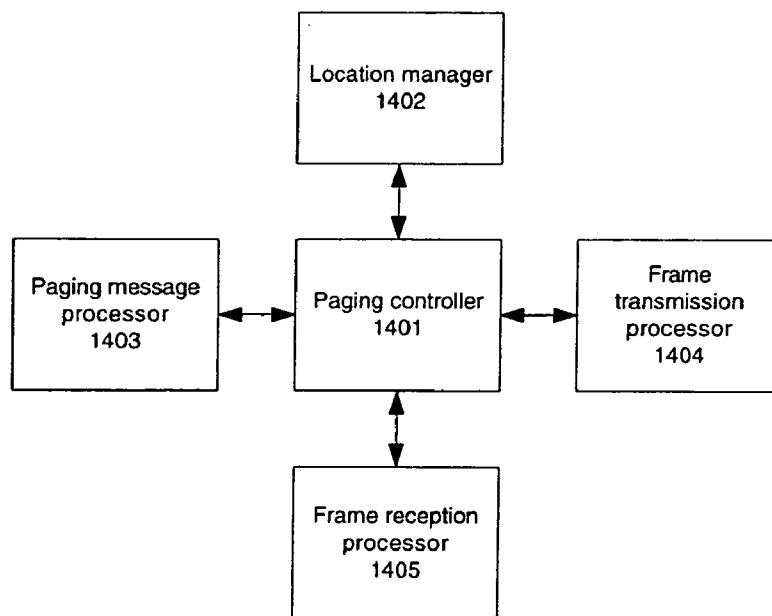 Location manager
1402
Paging message
processor
1403
Paging controller
1401
Frame
transmission
processor
1404
Frame reception
processor
1405